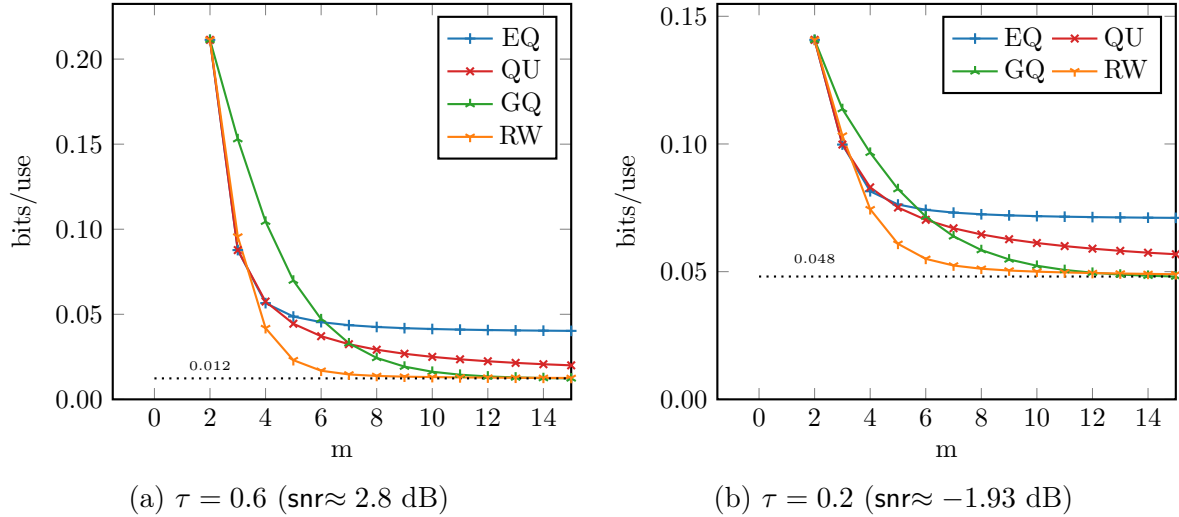 0.00
0.05
0.10
0.15
0.20
bits/use
0 2 4 6 8 10 12 14
m
0.012
EQ
QU
GQ
RW
(a) τ = 0.6 (snr≈ 2.8 dB)
0.00
0.05
0.10
0.15
bits/use
0 2 4 6 8 10 12 14
m
0.048
EQ QU
GQ RW
(b) τ = 0.2 (snr≈ −1.93 dB)